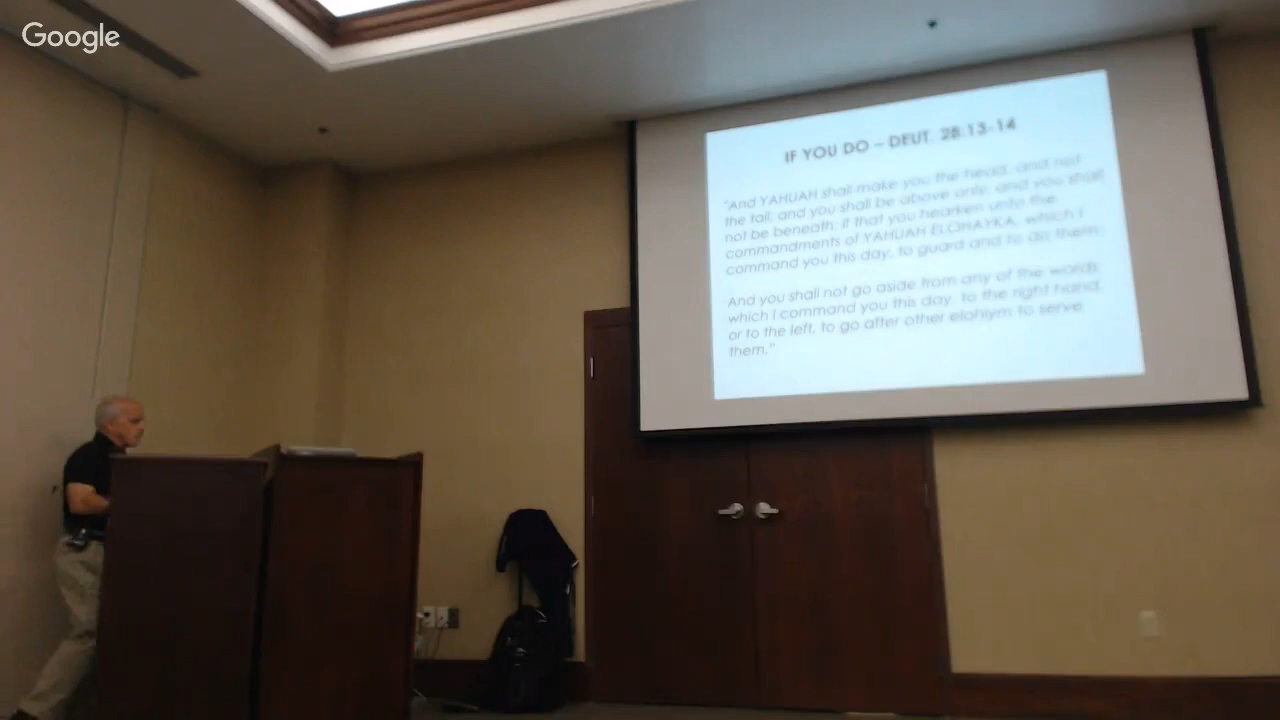 Google
IF YOU DO – DEUT. 28:13-14
"And YAHUAH shall make you the head, and not
the tail; and you shall be above only, and you shall
not be beneath; if that you hearken unto the
commandments of YAHUAH ELOHAYKA, which I
command you this day, to guard and to do them:
And you shall not go aside from any of the words
which I command you this day, to the right hand,
or to the left, to go after other elohiym to serve
them."